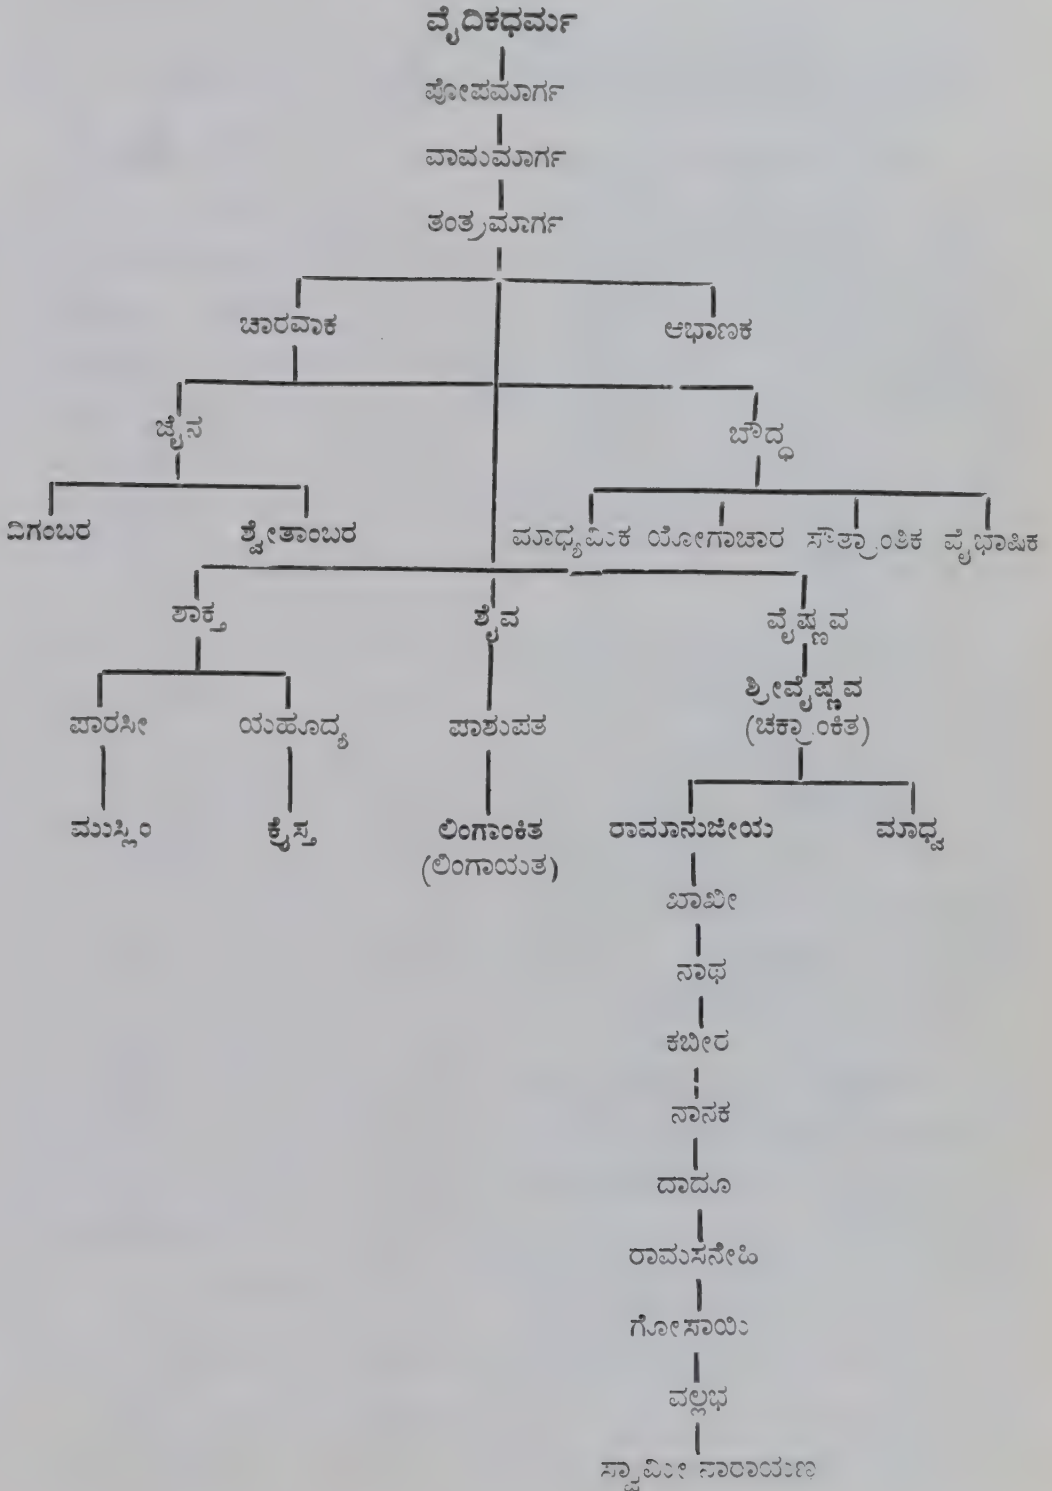 ವೈದಿಕಧರ್ಮ
ಪೋಪಮಾರ್ಗ
ವಾಮಮಾರ್ಗ
ತಂತ್ರಮಾರ್ಗ
ಚಾರವಾಕ ಆಭಾಣಕ
ಜೈನ ಬೌದ್ಧ
ದಿಗಂಬರ ಶ್ವೇತಾಂಬರ ಮಾಧ್ಯಮಿಕ ಯೋಗಾಚಾರ ಸೌತ್ರಾಂತಿಕ ವೈಭಾಷಿಕ
ಶಾಕ್ತ ಶೈವ ವೈಷ್ಣವ
ಶ್ರೀವೈಷ್ಣವ
ಪಾರಸೀ ಯಹೂದ್ಯ ಪಾಶುಪತ (ಚಕ್ರಾಂಕಿತ)
ಮುಸ್ಲಿಂ ಕ್ರೈಸ್ತ ಲಿಂಗಾಂಕಿತ ರಾಮಾನುಜೀಯ ಮಾಧ್ವ
(ಲಿಂಗಾಯತ)
ಖಾಖೀ
ನಾಥ
ಕಬೀರ
ನಾನಕ
ದಾದೂ
ರಾಮಸನೇಹಿ
ಗೋಸಾಯಿ
ವಲ್ಲಭ
ಸ್ವಾಮೀ ನಾರಾಯಣ